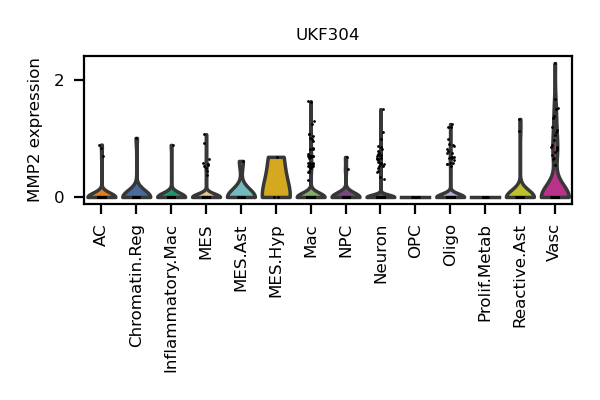 UKF304
MMP2 expression
2
0
AC
Chromatin.Reg
Inflammatory.Mac
MES
MES.Ast
MES.Hyp
Mac
NPC
Neuron
OPC
Oligo
Prolif.Metab
Reactive.Ast
Vasc